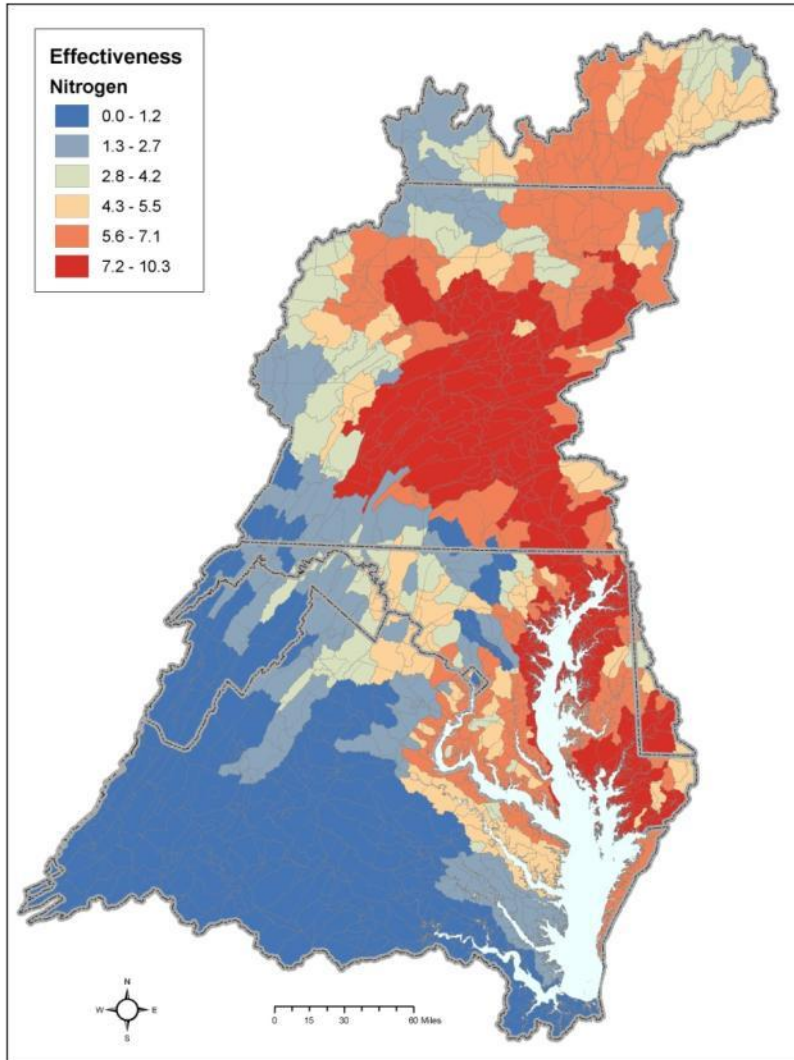 Effectiveness
Nitrogen
0.0 - 1.2
1.3 - 2.7
2.8 - 4.2
4.3 - 5.5
5.6 - 7.1
7.2 - 10.3
N
W E
S
0 15 30 60 Miles